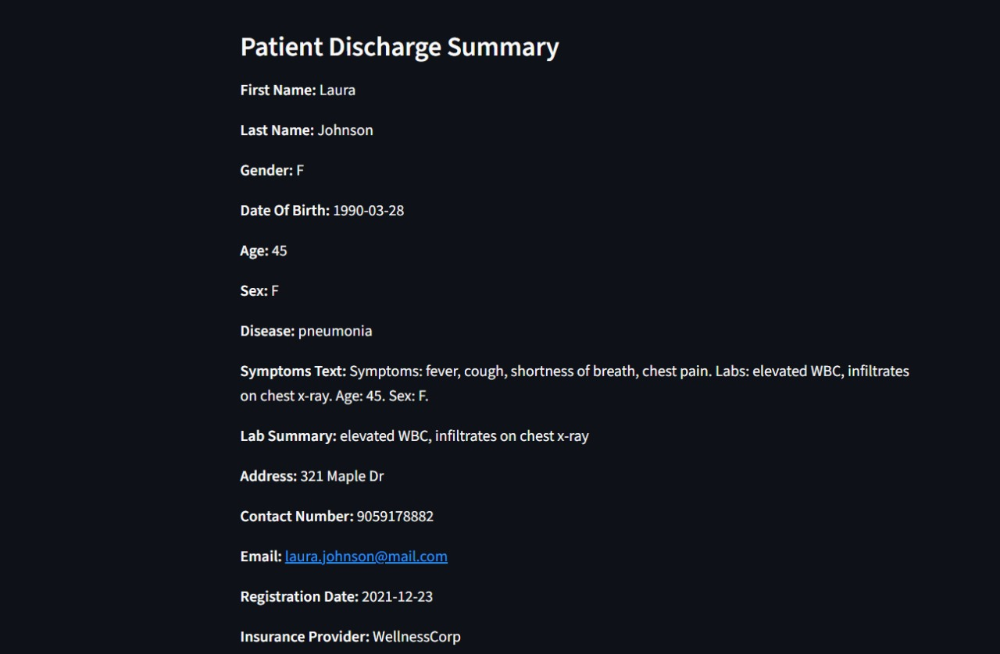 Patient Discharge Summary
First Name: Laura
Last Name: Johnson
Gender: F
Date Of Birth: 1990-03-28
Age: 45
Sex: F
Disease: pneumonia
Symptoms Text: Symptoms: fever, cough, shortness of breath, chest pain. Labs: elevated WBC, infiltrates
on chest x-ray. Age: 45. Sex: F.
Lab Summary: elevated WBC, infiltrates on chest x-ray
Address: 321 Maple Dr
Contact Number: 9059178882
Email: laura.johnson@mail.com
Registration Date: 2021-12-23
Insurance Provider: WellnessCorp